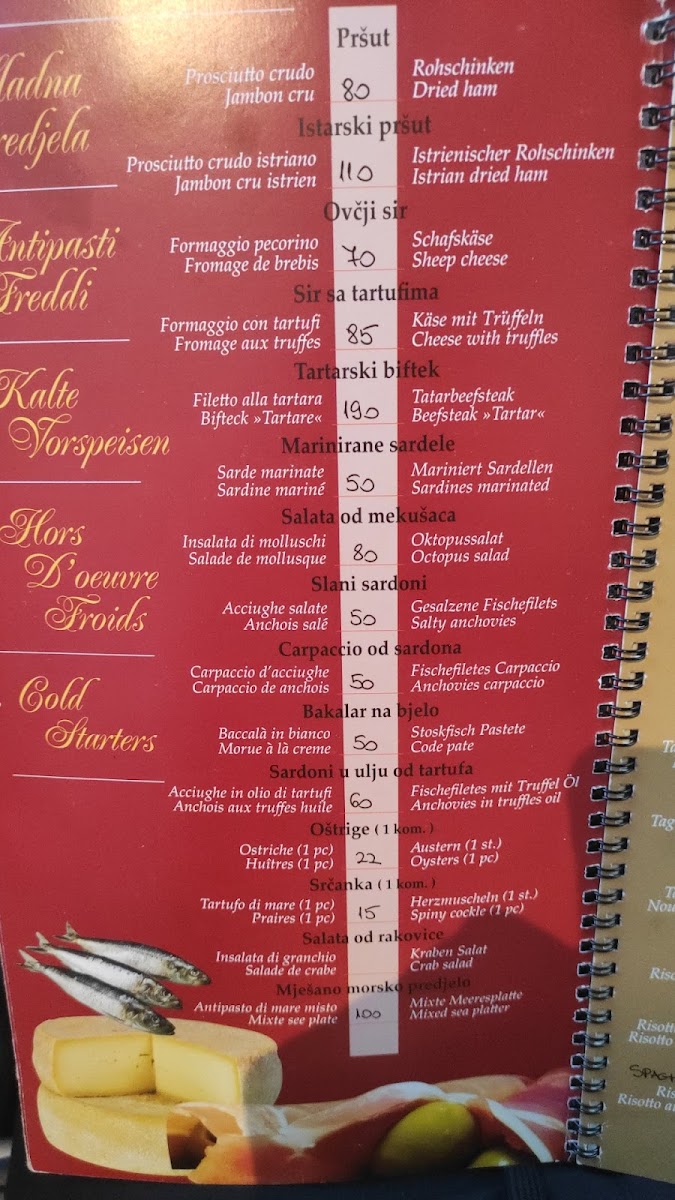 Pršut
Prosciutto crudo 80 Rohschinken
Jambon cru Dried ham
Istarski pršut
Prosciutto crudo istriano 110 Istrienischer Rohschinken
Jambon cru istrien Istrian dried ham
Ovčji sir
Formaggio pecorino 70 Schafskäse
Fromage de brebis Sheep cheese
Sir sa tartufima
Formaggio con tartufi 85 Käse mit Trüffeln
Fromage aux truffes Cheese with truffles
Tartarski biftek
Filetto alla tartara 190 Tatarbeefsteak
Bifteck »Tartare« Beefsteak »Tartar«
Marinirane sardele
Sarde marinate 50 Mariniert Sardellen
Sardine mariné Sardines marinated
Salata od mekušaca
Insalata di molluschi 80 Oktopussalat
Salade de mollusque Octopus salad
Slani sardoni
Acciughe salate 50 Gesalzene Fischefilets
Anchois salé Salty anchovies
Carpaccio od sardona
Carpaccio d'acciughe 50 Fischefiletes Carpaccio
Carpaccio de anchois Anchovies carpaccio
Bakalar na bjelo
Baccalà in bianco 50 Stoskfisch Pastete
Morue à là creme Code pate
Sardoni u ulju od tartufa
Acciughe in olio di tartufi 60 Fischefiletes mit Truffel Öl
Anchois aux truffes huile Anchovies in truffles oil
Oštrige ( 1 kom. )
Ostriche (1 pc) 22 Austern (1 st.)
Huîtres (1 pc) Oysters (1 pc)
Srčanka ( 1 kom. )
Tartufo di mare (1 pc) 15 Herzmuscheln (1 st.)
Praires (1 pc) Spiny cockle (1 pc)
Salata od rakovice
Insalata di granchio Kraben Salat
Salade de crabe Crab salad
Mješano morsko predjelo
Antipasto di mare misto 100 Mixte Meeresplatte
Mixte see plate Mixed sea platter
Antipasti
Freddi
Kalte
Vorspeisen
Hors
D'oeuvre
Froids
Cold
Starters
Risotto
Risotto